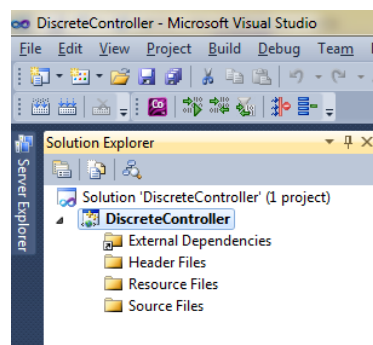 DiscreteController - Microsoft Visual Studio
File Edit View Project Build Debug Team
Solution Explorer
Server Explorer
Solution 'DiscreteController' (1 project)
DiscreteController
External Dependencies
Header Files
Resource Files
Source Files